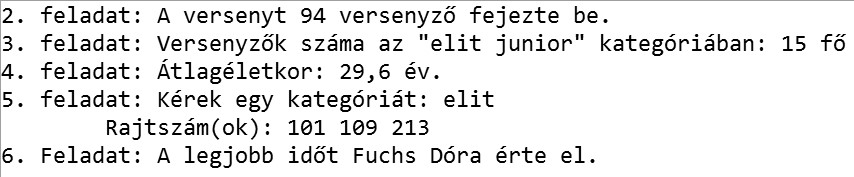 2. feladat: A versenyt 94 versenyző fejezte be.
3. feladat: Versenyzők száma az "elit junior" kategóriában: 15 fő
4. feladat: Átlagéletkor: 29,6 év.
5. feladat: Kérek egy kategóriát: elit
Rajtszám(ok): 101 109 213
6. Feladat: A legjobb időt Fuchs Dóra érte el.